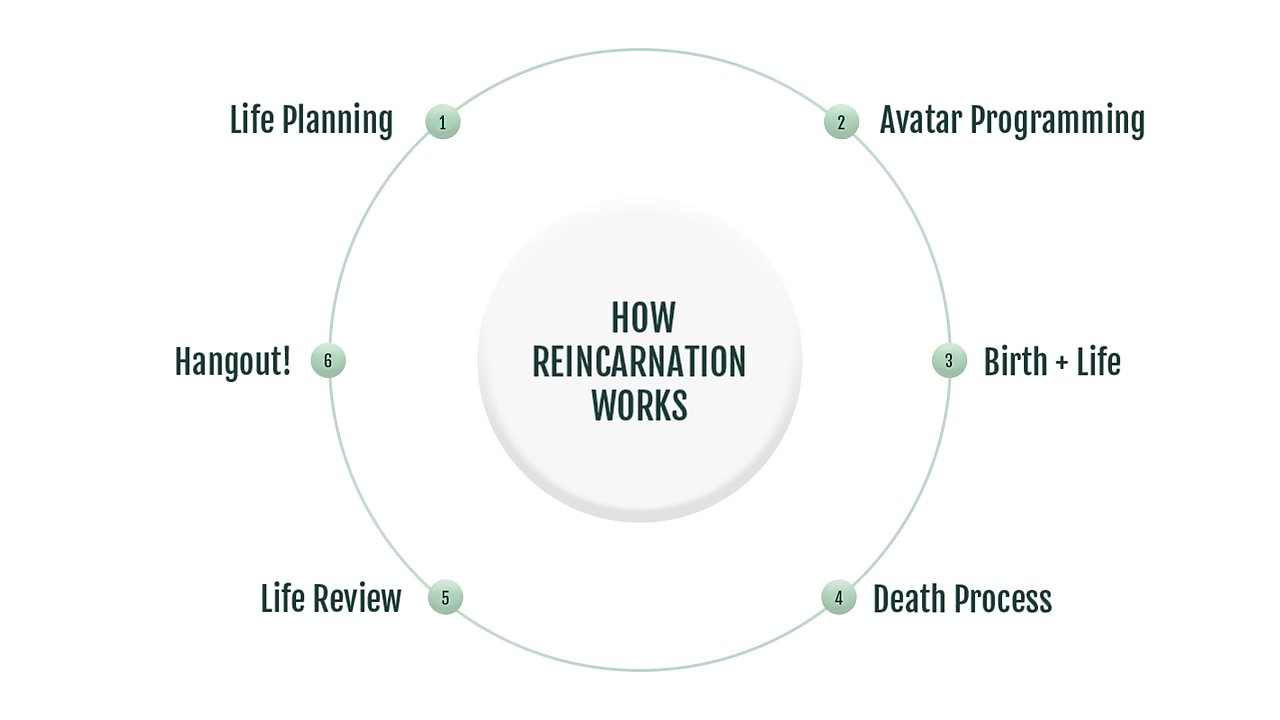 HOW
REINCARNATION
WORKS
1 Life Planning
2 Avatar Programming
3 Birth + Life
4 Death Process
5 Life Review
6 Hangout!